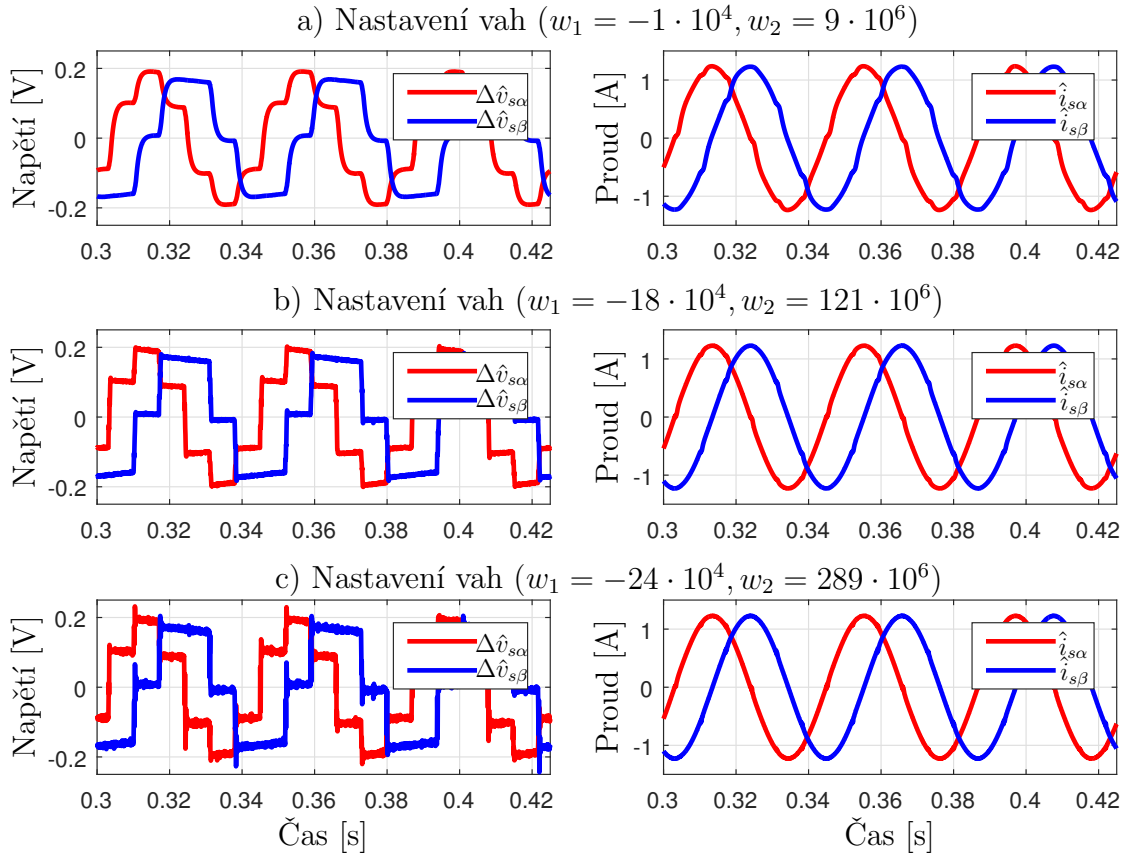 a) Nastavení vah (w₁ = −1 · 10⁴, w₂ = 9 · 10⁶)
Napětí [V]
0.2
0
-0.2
Δv̂sα
Δv̂sβ
0.3 0.32 0.34 0.36 0.38 0.4 0.42
Proud [A]
1
0
-1
îsα
îsβ
0.3 0.32 0.34 0.36 0.38 0.4 0.42
b) Nastavení vah (w₁ = −18 · 10⁴, w₂ = 121 · 10⁶)
Napětí [V]
0.2
0
-0.2
Δv̂sα
Δv̂sβ
0.3 0.32 0.34 0.36 0.38 0.4 0.42
Proud [A]
1
0
-1
îsα
îsβ
0.3 0.32 0.34 0.36 0.38 0.4 0.42
c) Nastavení vah (w₁ = −24 · 10⁴, w₂ = 289 · 10⁶)
Napětí [V]
0.2
0
-0.2
Δv̂sα
Δv̂sβ
0.3 0.32 0.34 0.36 0.38 0.4 0.42
Čas [s]
Proud [A]
1
0
-1
îsα
îsβ
0.3 0.32 0.34 0.36 0.38 0.4 0.42
Čas [s]